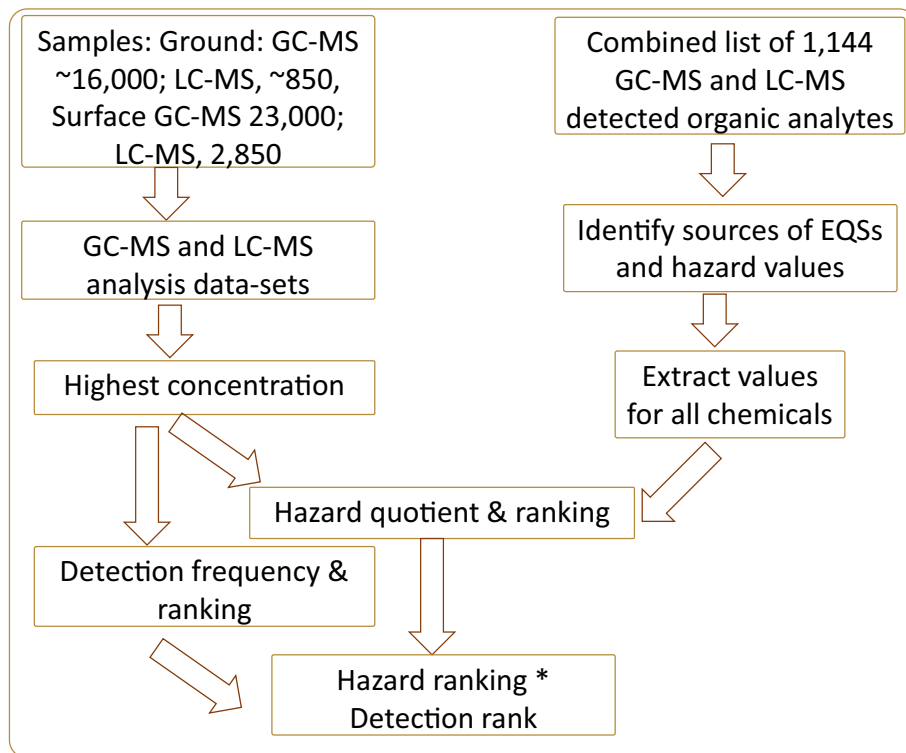 Samples: Ground: GC-MS
~16,000; LC-MS, ~850,
Surface GC-MS 23,000;
LC-MS, 2,850
GC-MS and LC-MS
analysis data-sets
Highest concentration
Combined list of 1,144
GC-MS and LC-MS
detected organic analytes
Identify sources of EQSs
and hazard values
Extract values
for all chemicals
Hazard quotient & ranking
Detection frequency &
ranking
Hazard ranking *
Detection rank